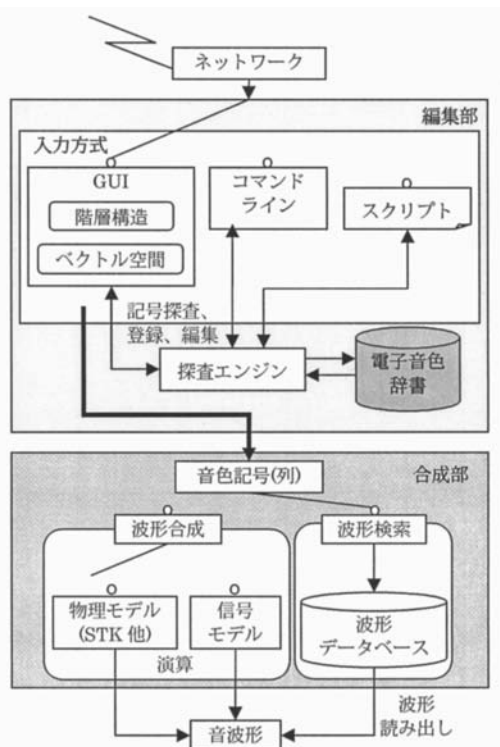 ネットワーク
編集部
入力方式
GUI
階層構造
ベクトル空間
コマンド
ライン
スクリプト
記号探査、
登録、編集
探査エンジン
電子音色
辞書
音色記号(列)
合成部
波形合成
波形検索
物理モデル
(STK 他)
信号
モデル
演算
波形
データベース
音波形
波形
読み出し